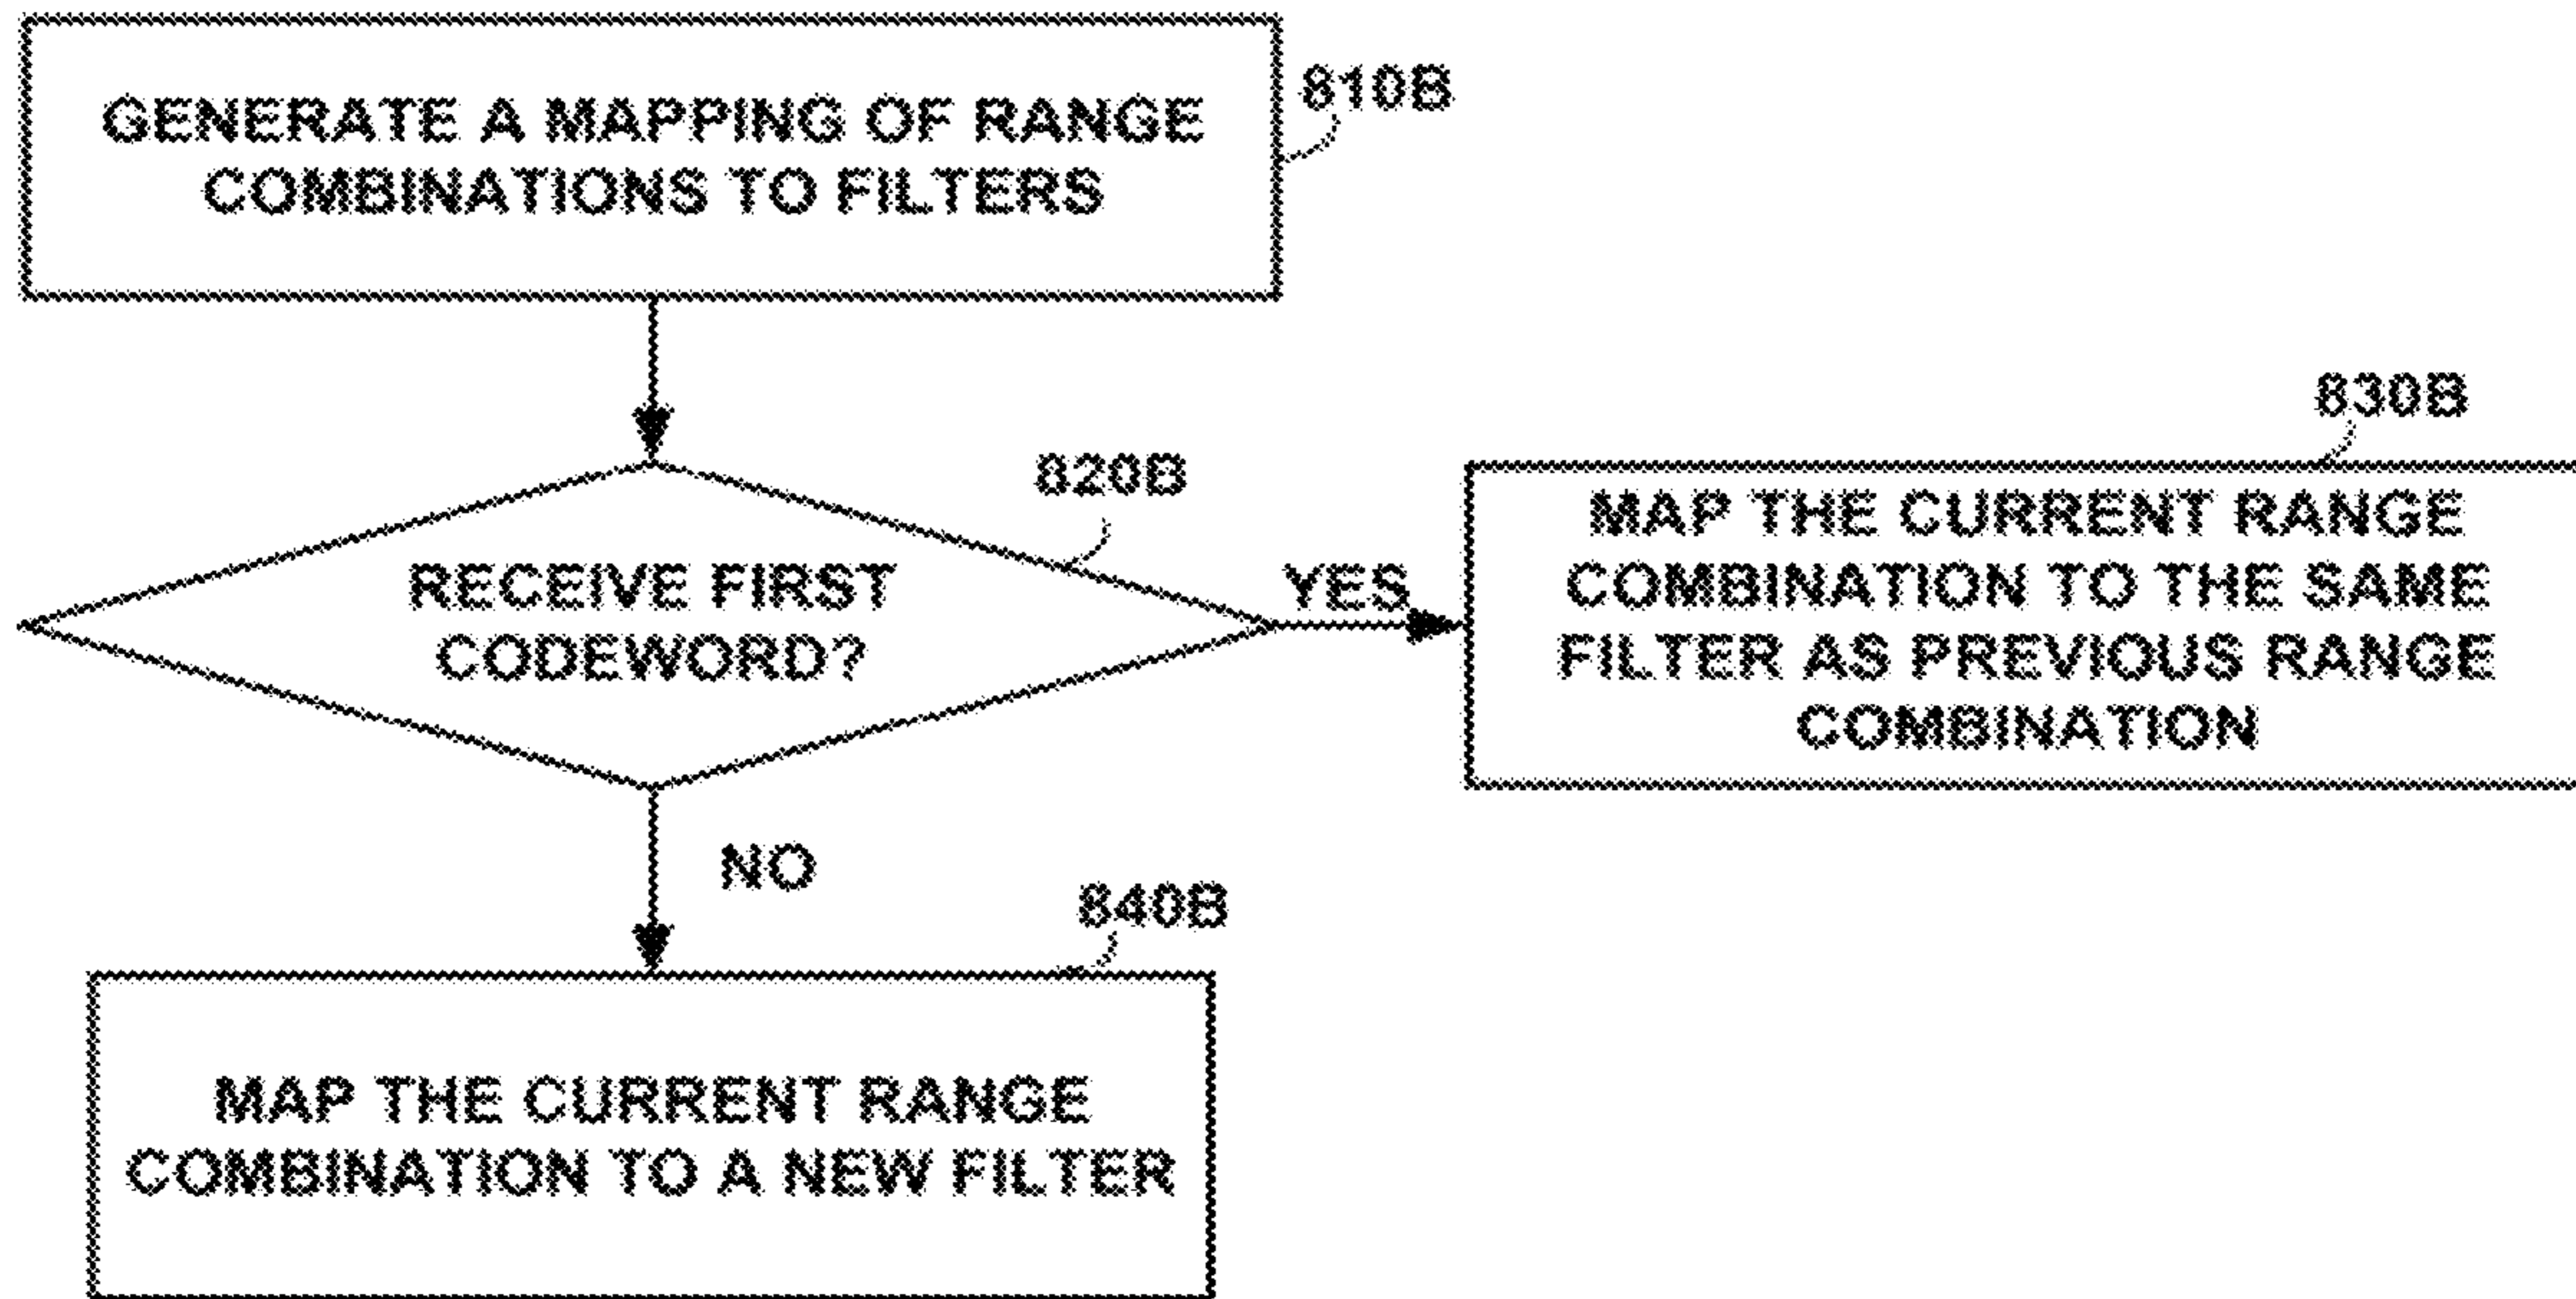 GENERATE A MAPPING OF RANGE
COMBINATIONS TO FILTERS
810B
820B
RECEIVE FIRST
CODEWORD?
YES
830B
MAP THE CURRENT RANGE
COMBINATION TO THE SAME
FILTER AS PREVIOUS RANGE
COMBINATION
NO
840B
MAP THE CURRENT RANGE
COMBINATION TO A NEW FILTER